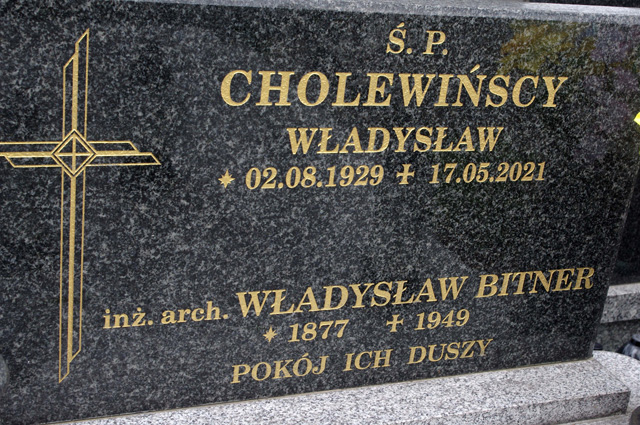 Ś. P.
CHOLEWIŃSCY
WŁADYSŁAW
* 02.08.1929 ✝ 17.05.2021
inż. arch. WŁADYSŁAW BITNER
* 1877 ✝ 1949
POKÓJ ICH DUSZY